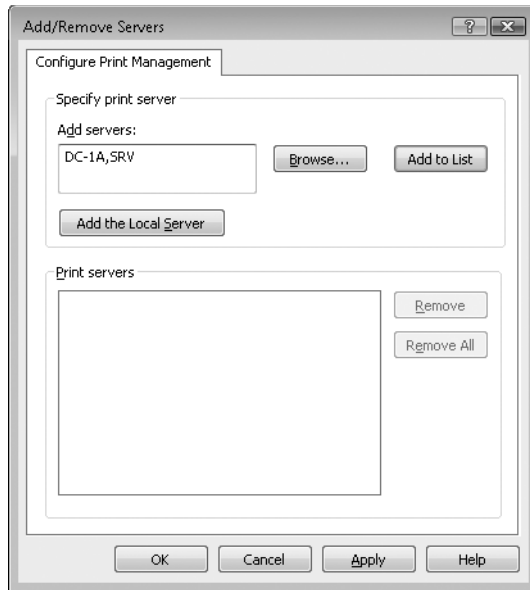 Add/Remove Servers
?
Configure Print Management
Specify print server
Add servers:
DC-1A,SRV
Browse...
Add to List
Add the Local Server
Print servers
Remove
Remove All
OK
Cancel
Apply
Help